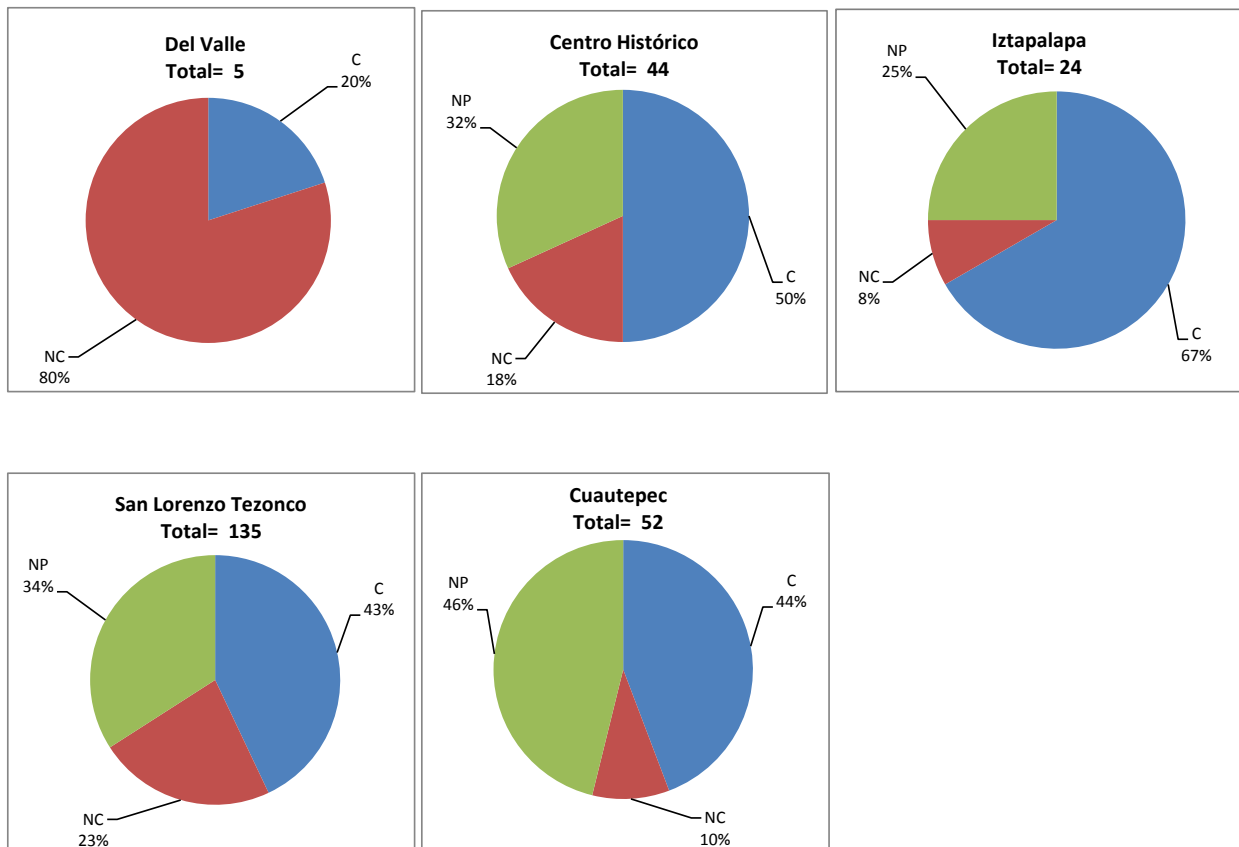 Del Valle
Total= 5
C
20%
NC
80%
Centro Histórico
Total= 44
NP
32%
C
50%
NC
18%
Iztapalapa
Total= 24
NP
25%
NC
8%
C
67%
San Lorenzo Tezonco
Total= 135
NP
34%
C
43%
NC
23%
Cuautepec
Total= 52
NP
46%
C
44%
NC
10%